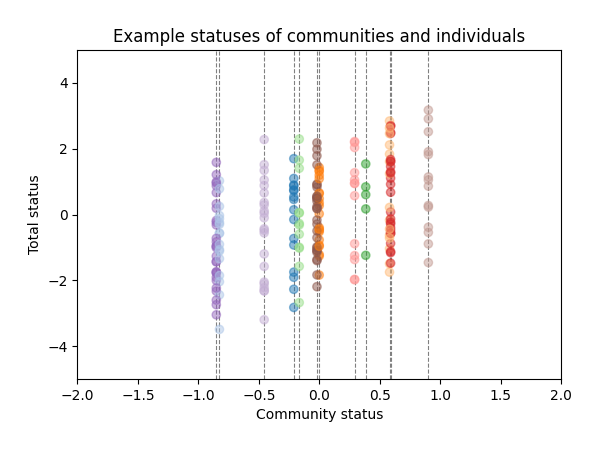 Example statuses of communities and individuals
Total status
4
2
0
−2
−4
−2.0 −1.5 −1.0 −0.5 0.0 0.5 1.0 1.5 2.0
Community status